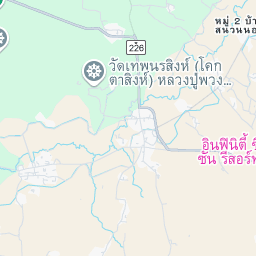 หมู่ 2 บ้า
สนวนนอ
226
วัดเทพนรสิงห์ (โคก
ตาสิงห์) หลวงปู่พวง...
อินฟินิตี้ ซ
ซัน รีสอร์ท